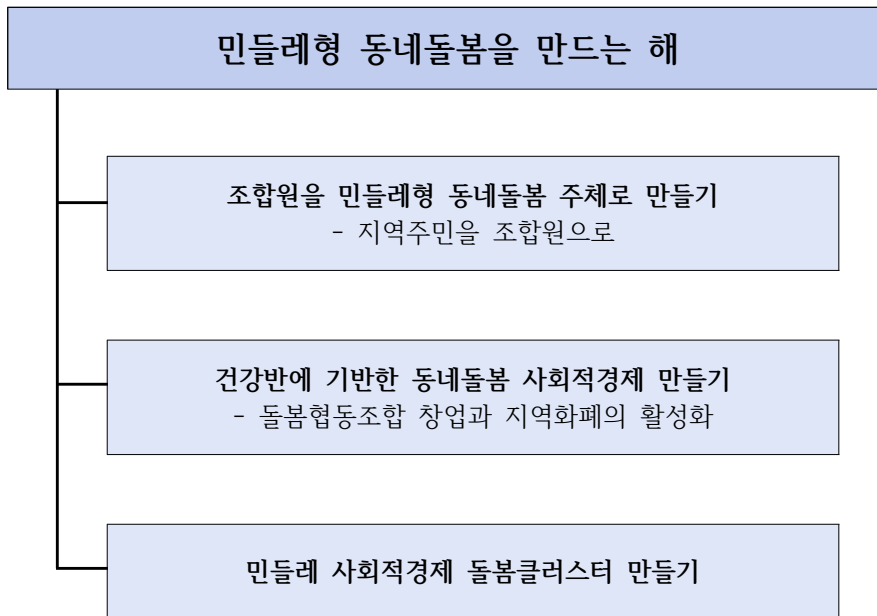 민들레형 동네돌봄을 만드는 해
조합원을 민들레형 동네돌봄 주체로 만들기
- 지역주민을 조합원으로
건강반에 기반한 동네돌봄 사회적경제 만들기
- 돌봄협동조합 창업과 지역화폐의 활성화
민들레 사회적경제 돌봄클러스터 만들기